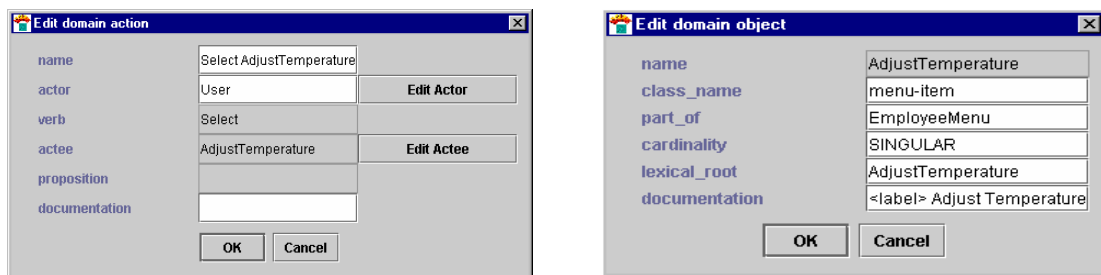 Edit domain action
name Select AdjustTemperature
actor User Edit Actor
verb Select
actee AdjustTemperature Edit Actee
proposition
documentation
OK Cancel
Edit domain object
name AdjustTemperature
class_name menu-item
part_of EmployeeMenu
cardinality SINGULAR
lexical_root AdjustTemperature
documentation <label> Adjust Temperature
OK Cancel